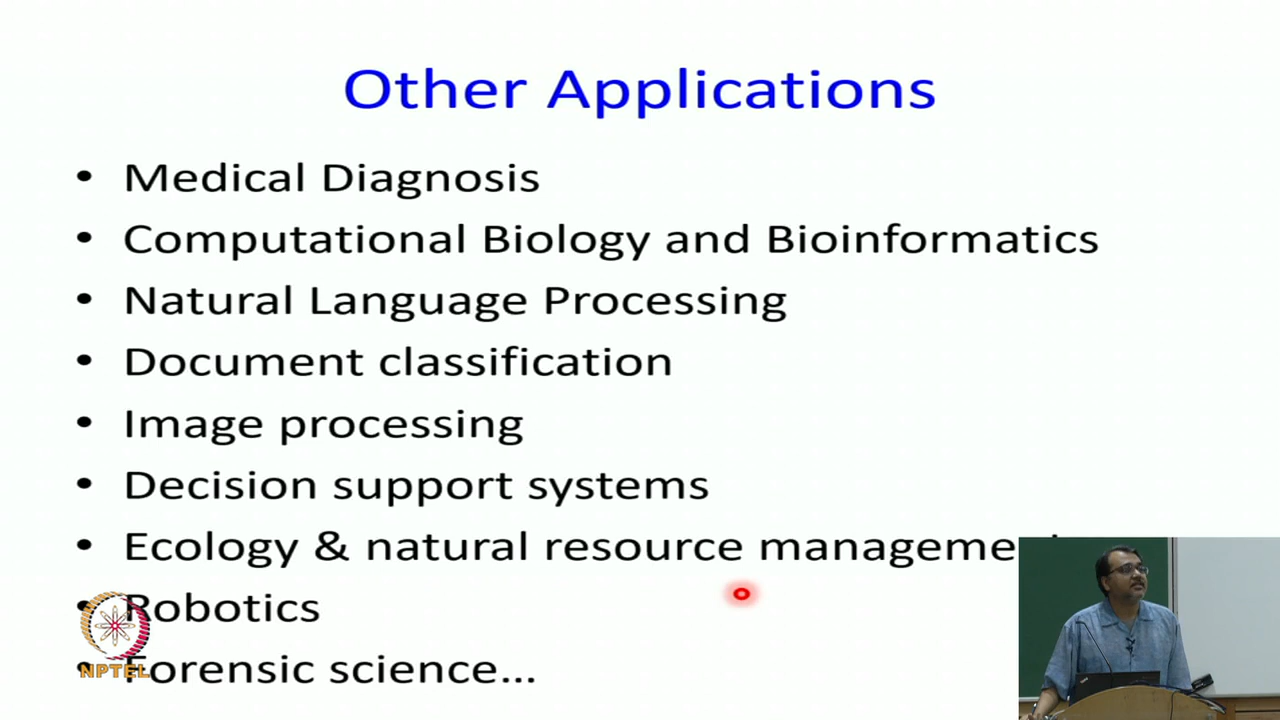 Other Applications
• Medical Diagnosis
• Computational Biology and Bioinformatics
• Natural Language Processing
• Document classification
• Image processing
• Decision support systems
• Ecology & natural resource management
• Robotics
• Forensic science...
NPTEL